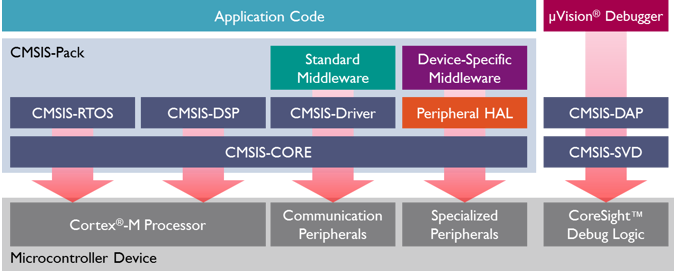 Application Code
µVision® Debugger
CMSIS-Pack
Standard
Middleware
Device-Specific
Middleware
CMSIS-RTOS
CMSIS-DSP
CMSIS-Driver
Peripheral HAL
CMSIS-DAP
CMSIS-CORE
CMSIS-SVD
Cortex®-M Processor
Communication
Peripherals
Specialized
Peripherals
CoreSight™
Debug Logic
Microcontroller Device